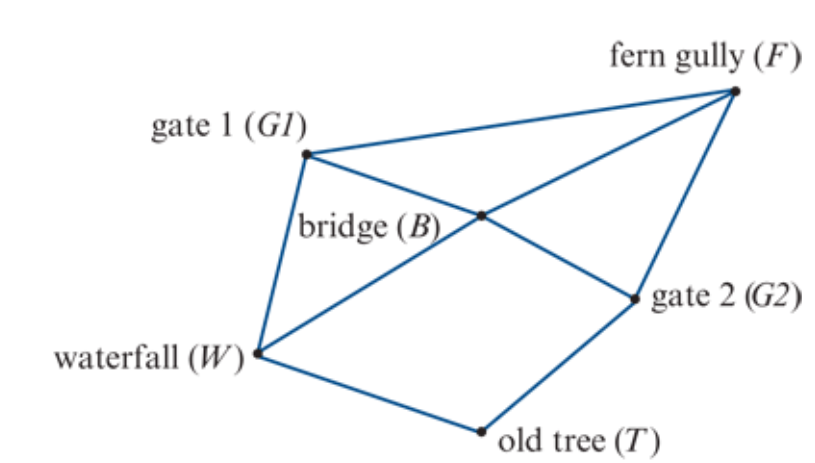 fern gully (F)
gate 1 (G1)
bridge (B)
gate 2 (G2)
waterfall (W)
old tree (T)